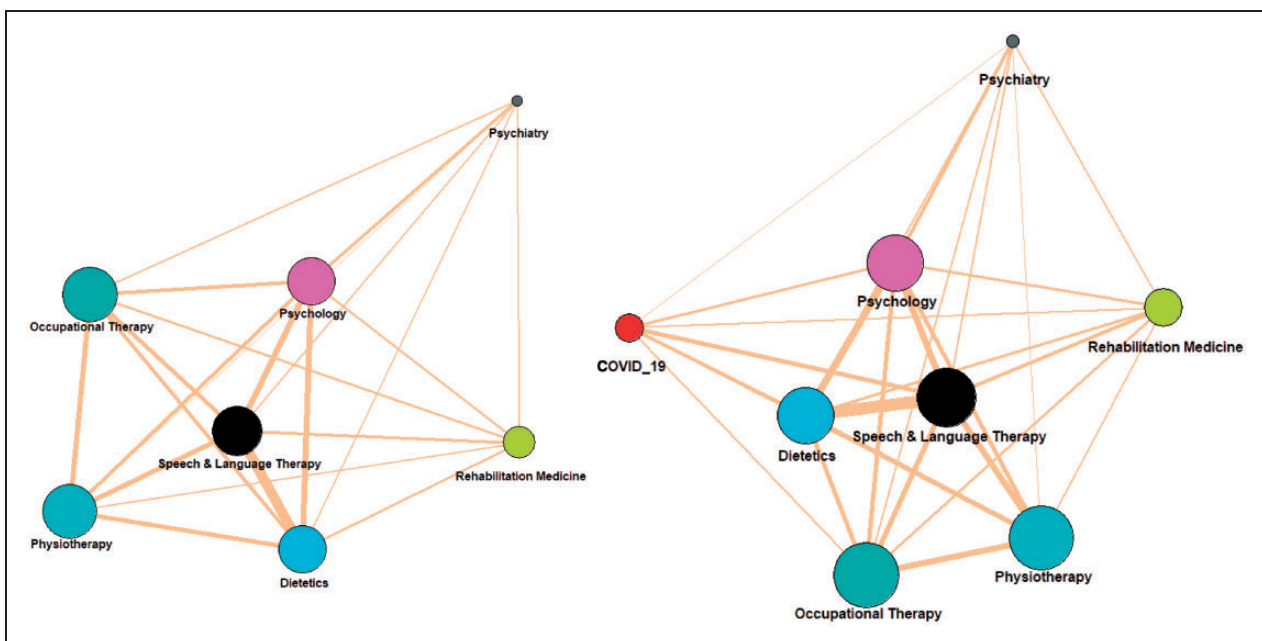 Psychiatry
Psychology
Occupational Therapy
Speech & Language Therapy
Rehabilitation Medicine
Physiotherapy
Dietetics
Psychiatry
Psychology
COVID_19
Rehabilitation Medicine
Speech & Language Therapy
Dietetics
Physiotherapy
Occupational Therapy